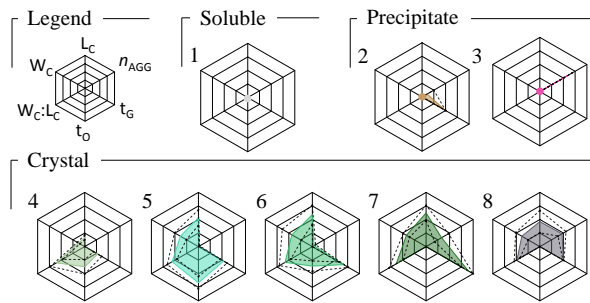 Legend
Soluble
Precipitate
L_C
W_C
n_AGG
W_C:L_C
t_G
t_O
1
2
3
Crystal
4
5
6
7
8